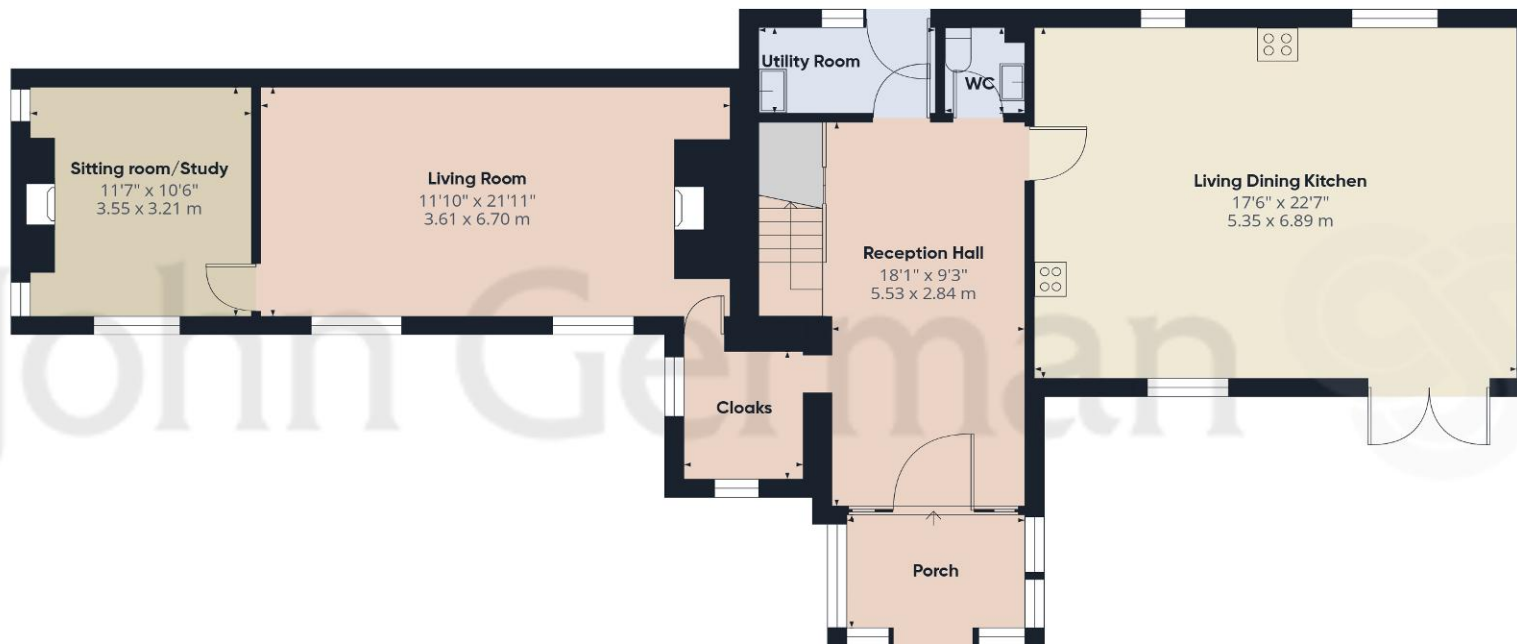 Utility Room
WC
Sitting room/Study
11'7" x 10'6"
3.55 x 3.21 m
Living Room
11'10" x 21'11"
3.61 x 6.70 m
Living Dining Kitchen
17'6" x 22'7"
5.35 x 6.89 m
Reception Hall
18'1" x 9'3"
5.53 x 2.84 m
John German
Cloaks
Porch